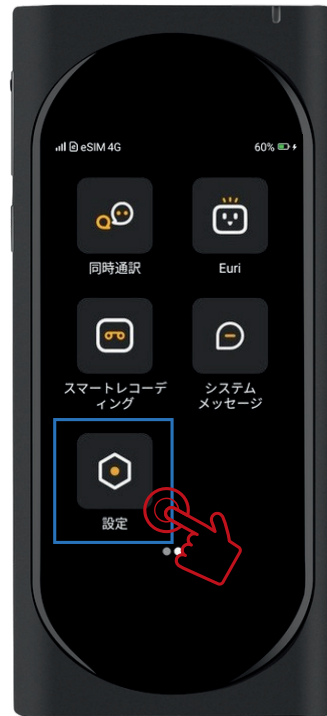 eSIM 4G 60%
同時通訳 Euri
スマートレコーデ システム
ィング メッセージ
設定